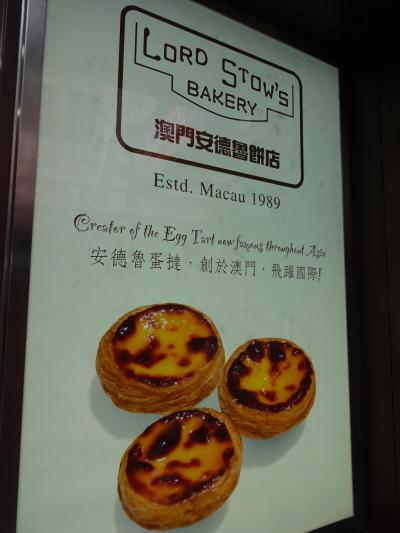 LORD STOW'S
BAKERY
澳門安德魯餅店
Estd. Macau 1989
Creator of the Egg Tart now famous throughout Asia
安德魯蛋撻，創於澳門，飛躍國際!